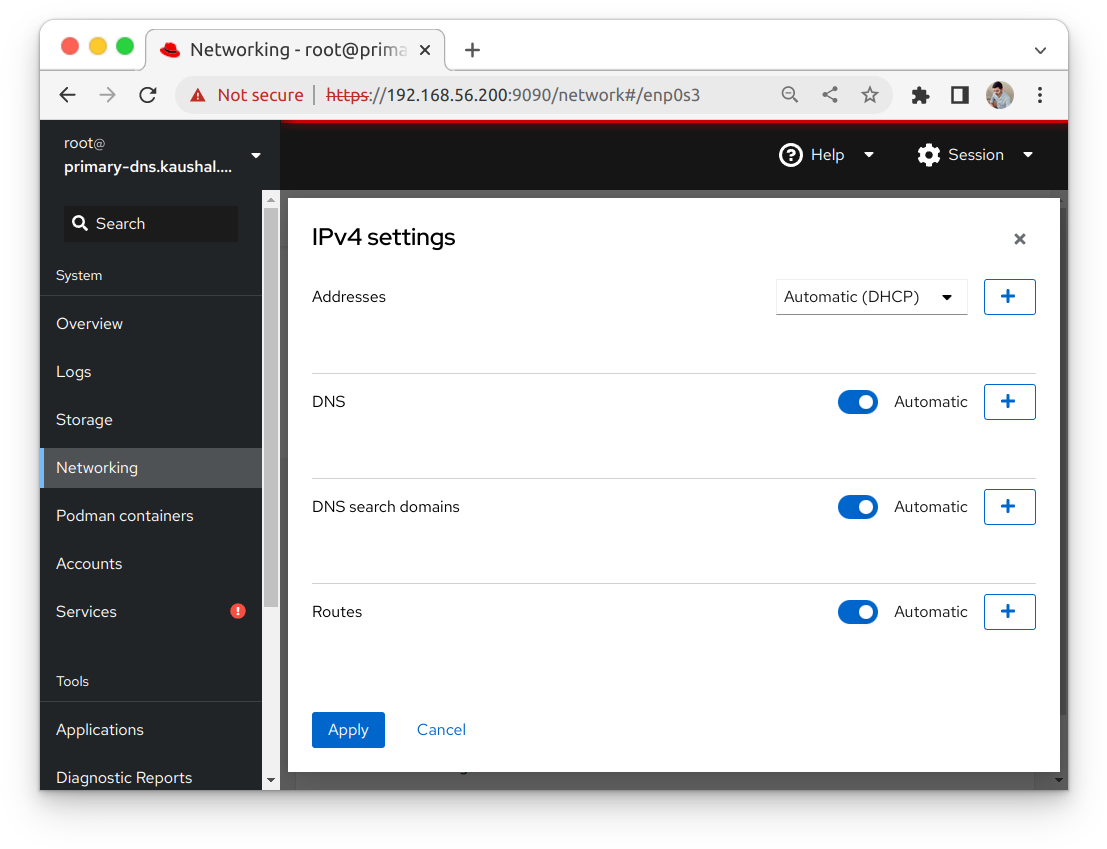 Networking - root@prima
Not secure | https://192.168.56.200:9090/network#/enp0s3
root@
primary-dns.kaushal....
Help
Session
Search
System
Overview
Logs
Storage
Networking
Podman containers
Accounts
Services
Tools
Applications
Diagnostic Reports
IPv4 settings
Addresses
Automatic (DHCP)
DNS
Automatic
DNS search domains
Automatic
Routes
Automatic
Apply
Cancel